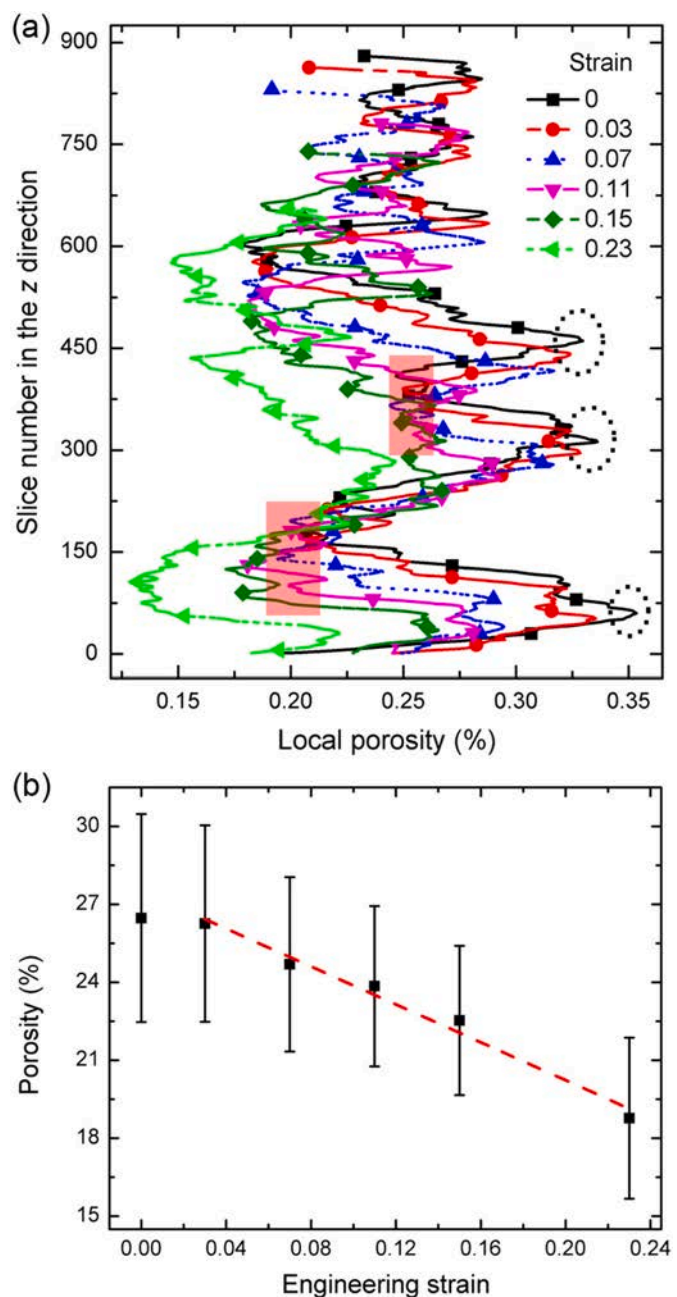 (a)
900
750
600
450
300
150
0
Slice number in the z direction
Strain
0
0.03
0.07
0.11
0.15
0.23
0.15 0.20 0.25 0.30 0.35
Local porosity (%)
(b)
30
27
24
21
18
15
Porosity (%)
0.00 0.04 0.08 0.12 0.16 0.20 0.24
Engineering strain